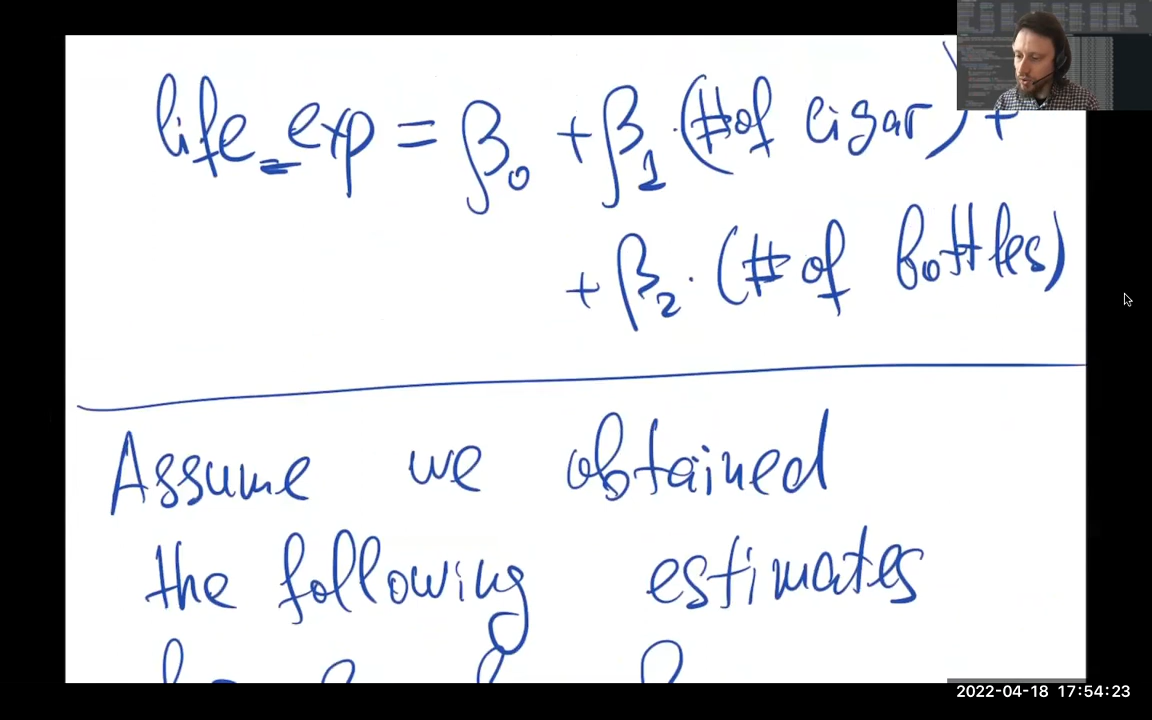 life_exp = β₀ + β₁·(# of cigar) +
+ β₂·(# of bottles)
Assume we obtained
the following estimates
2022-04-18 17:54:23